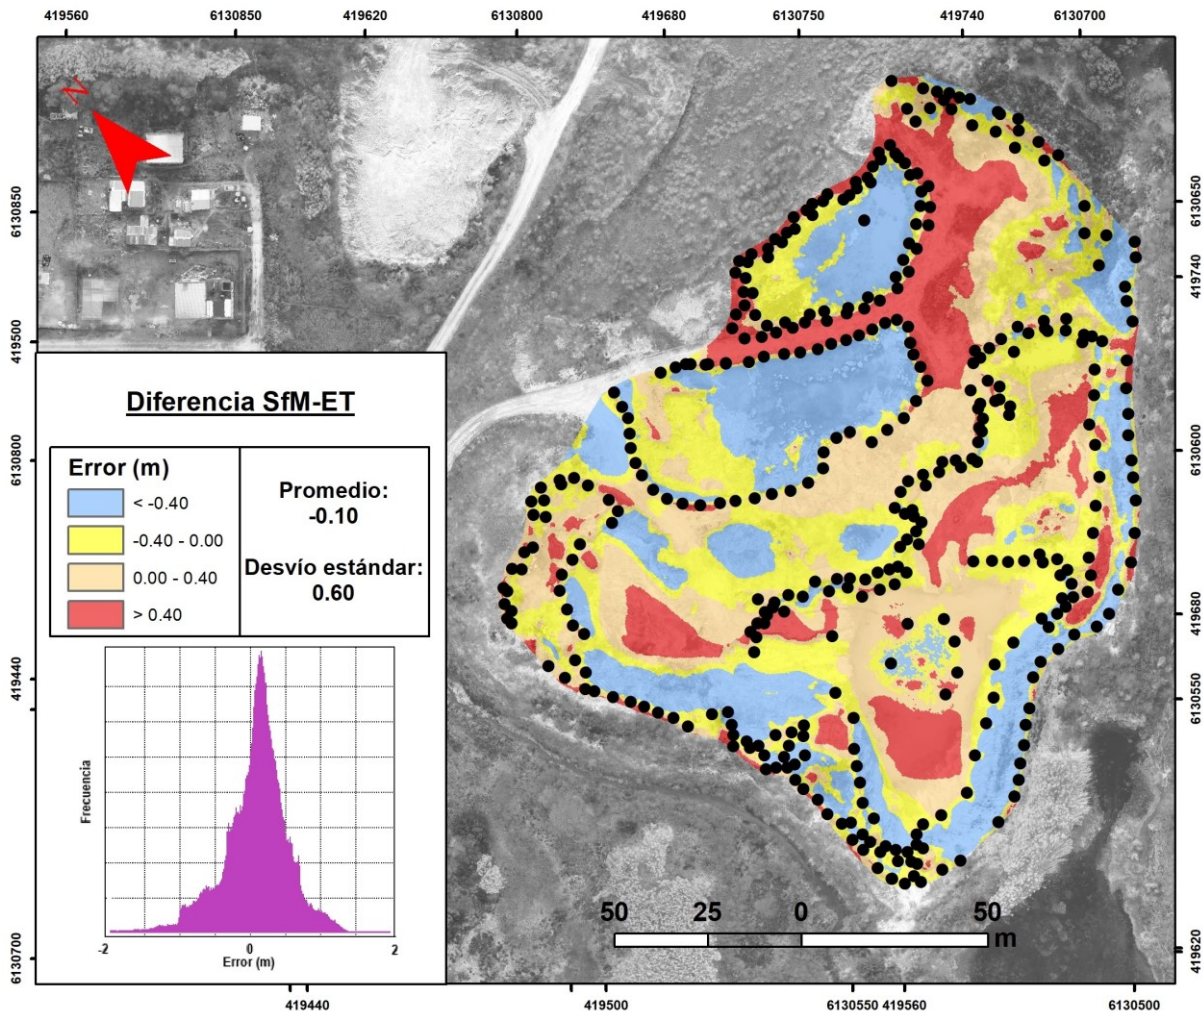 419560 6130850 419620 6130800 419680 6130750 419740 6130700
N
6130850
419500
6130800
419440
6130700
6130650
419740
6130600
419680
6130550
419620
Diferencia SfM-ET
Error (m)
< -0.40
-0.40 - 0.00
0.00 - 0.40
> 0.40
Promedio:
-0.10
Desvío estándar:
0.60
Frecuencia
-2 0 2
Error (m)
50 25 0 50
m
419440 419500 6130550 419560 6130500